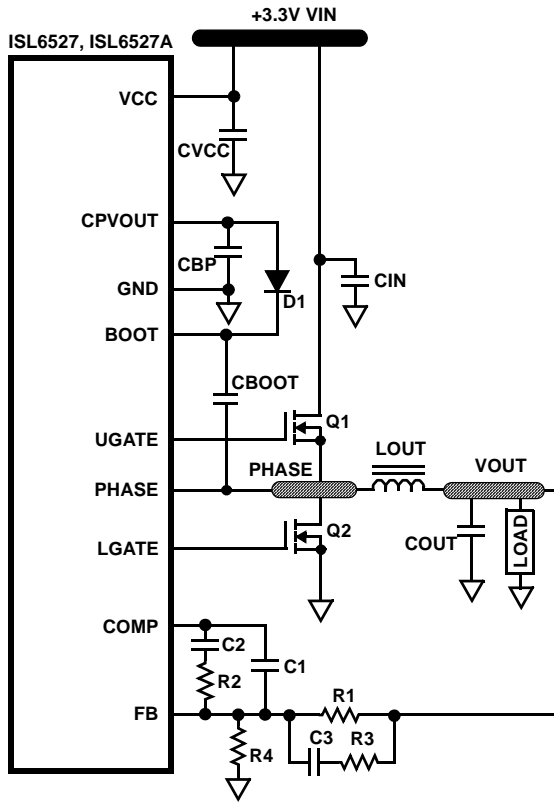 +3.3V VIN
ISL6527, ISL6527A
VCC
CVCC
CPVOUT
CBP
GND
D1
CIN
BOOT
CBOOT
Q1
UGATE
PHASE
LOUT
VOUT
PHASE
Q2
LGATE
COUT
LOAD
COMP
C2
C1
R2
R1
FB
C3
R3
R4